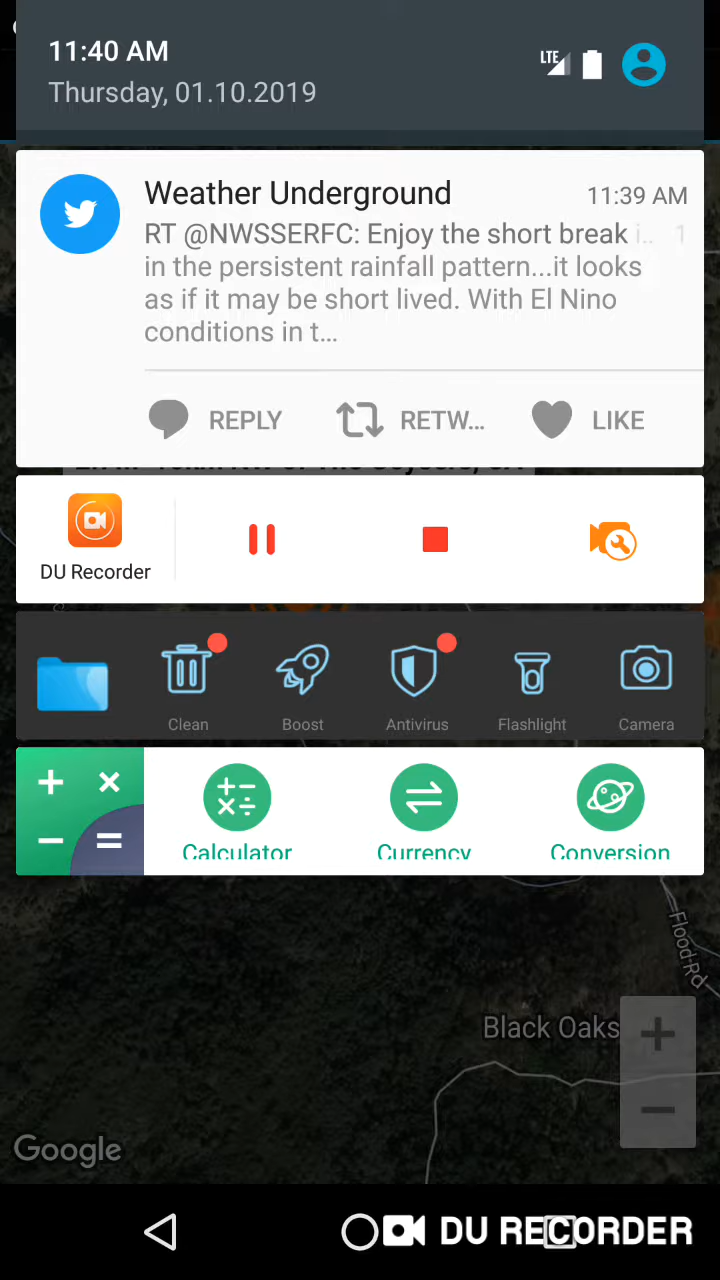 11:40 AM
LTE
Thursday, 01.10.2019
Weather Underground
11:39 AM
RT @NWSSERFC: Enjoy the short break i.. 1
in the persistent rainfall pattern...it looks
as if it may be short lived. With El Nino
conditions in t...
REPLY
RETW...
LIKE
DU Recorder
Clean
Boost
Antivirus
Flashlight
Camera
Calculator
Currency
Conversion
Flood Rd
Black Oaks
Google
DU RECORDER